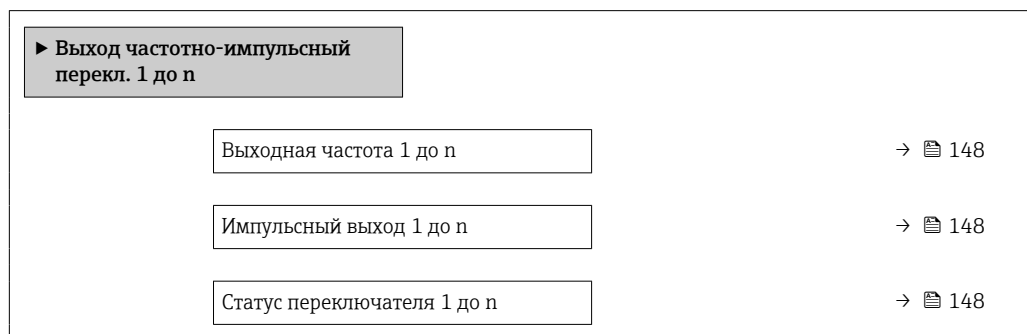 ▶ Выход частотно-импульсный
перекл. 1 до n
Выходная частота 1 до n → 148
Импульсный выход 1 до n → 148
Статус переключателя 1 до n → 148